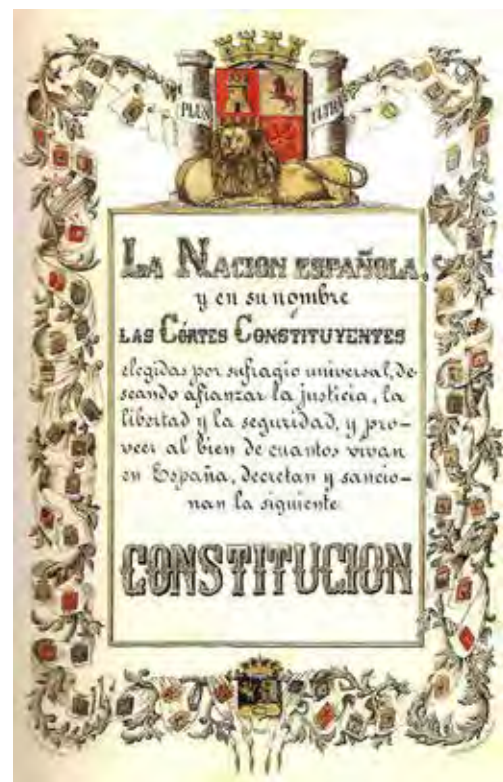 PLUS ULTRA
LA NACION ESPAÑOLA,
y en su nombre
LAS CÓRTES CONSTITUYENTES
elegidas por sufragio universal, de-
seando afianzar la justicia, la
libertad y la seguridad, y pro-
veer al bien de cuantos vivan
en España, decretan y sancio-
nan la siguiente
CONSTITUCION